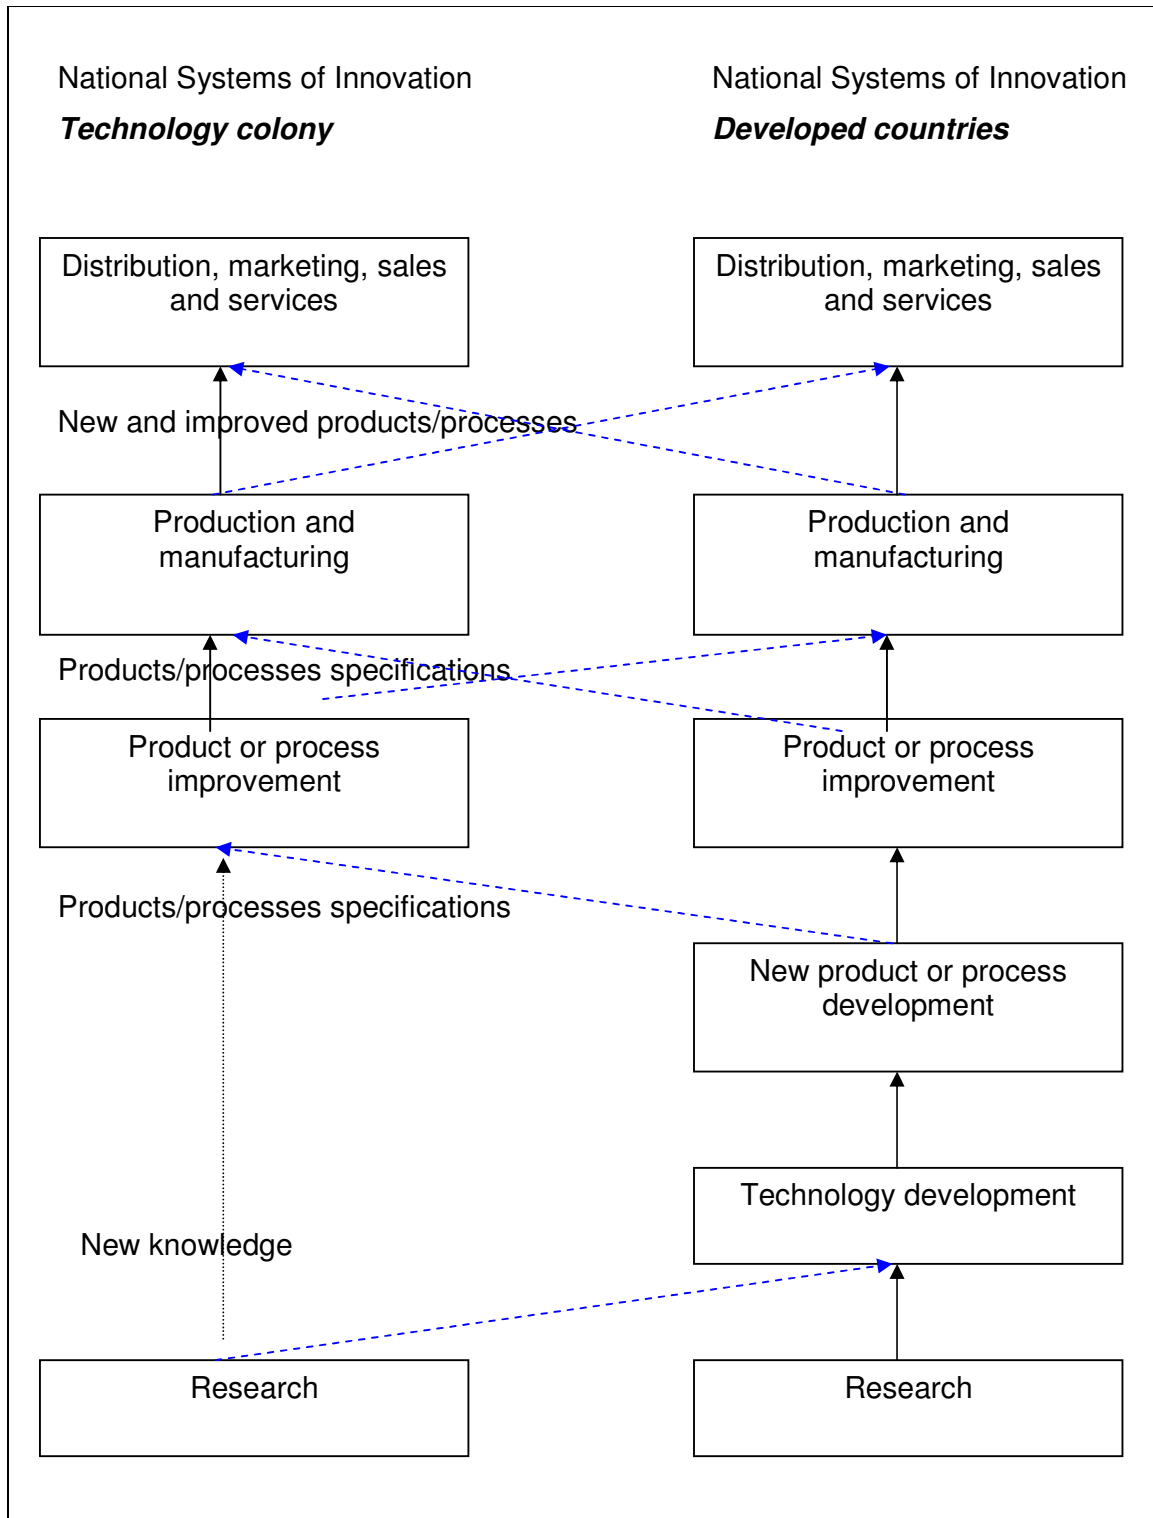 National Systems of Innovation
Technology colony
National Systems of Innovation
Developed countries
Distribution, marketing, sales
and services
Distribution, marketing, sales
and services
New and improved products/processes
Production and
manufacturing
Production and
manufacturing
Products/processes specifications
Product or process
improvement
Product or process
improvement
Products/processes specifications
New product or process
development
Technology development
New knowledge
Research
Research